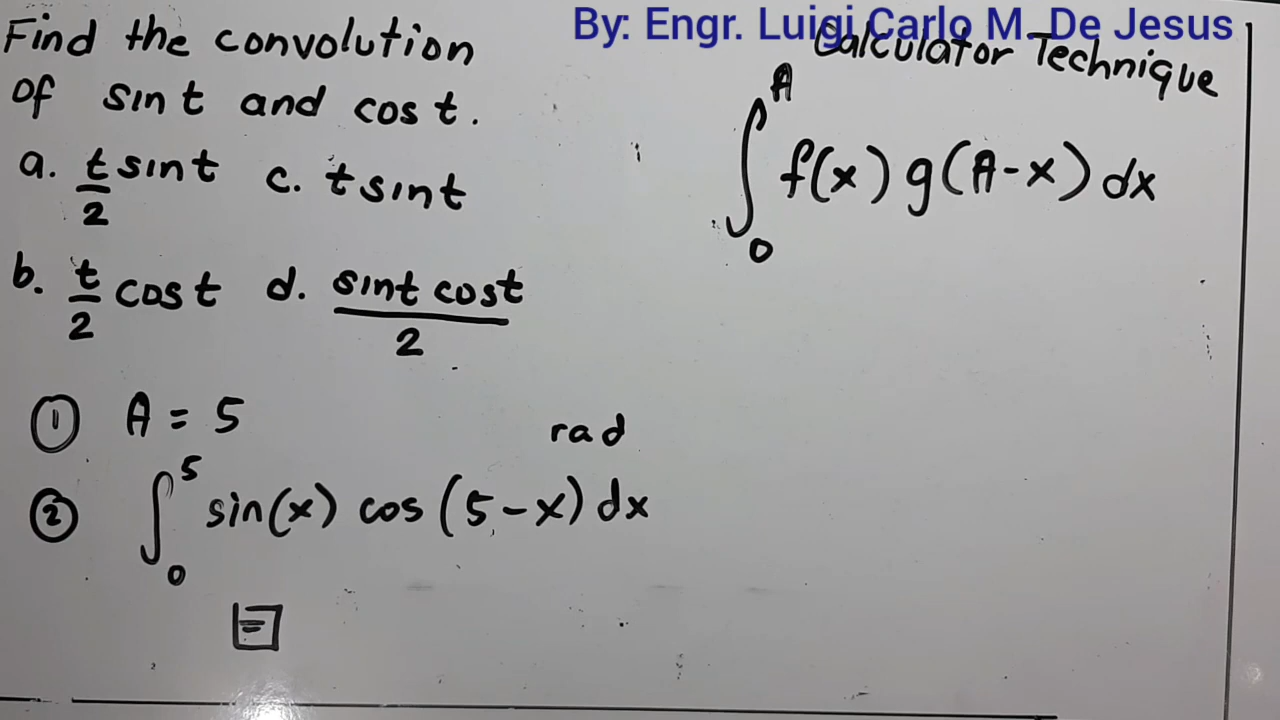 By: Engr. Luigi Carlo M. De Jesus
Find the convolution
of sin t and cos t.
a. t/2 sin t c. t sin t
b. t/2 cos t d. sin t cos t/2
① A = 5
rad
② ∫₀⁵ sin(x) cos (5-x) dx
=
Calculator Technique
∫₀ᴬ f(x) g(A-x) dx